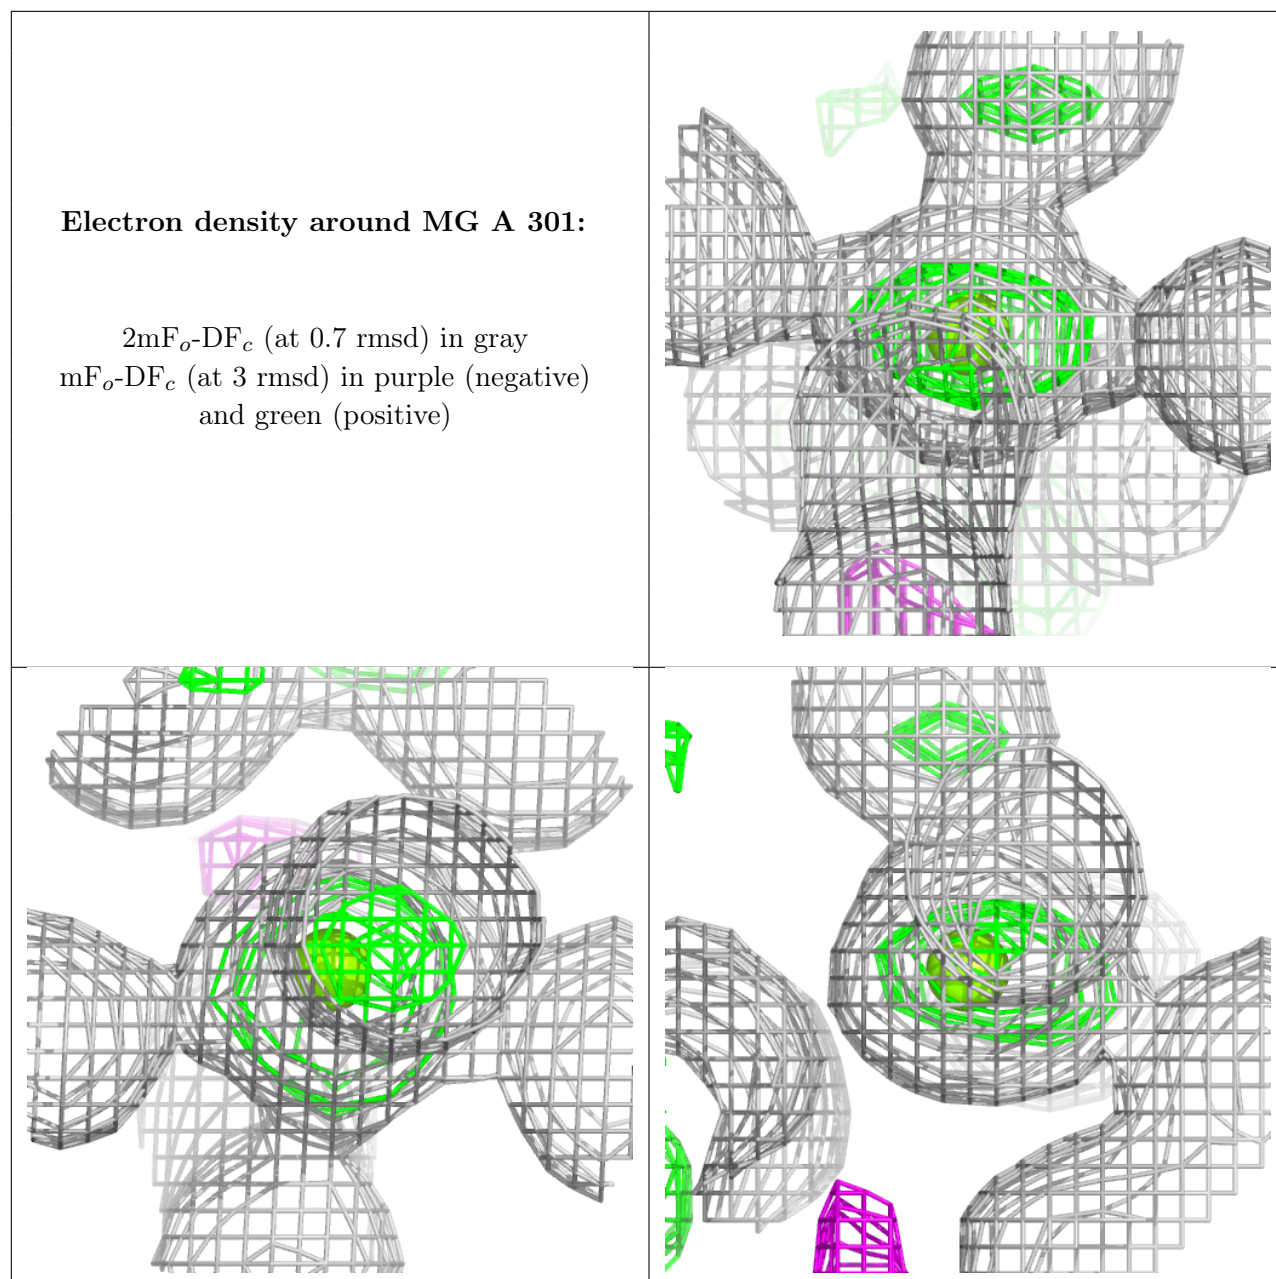 Electron density around MG A 301:
2mFo-DFc (at 0.7 rmsd) in gray
mFo-DFc (at 3 rmsd) in purple (negative)
and green (positive)